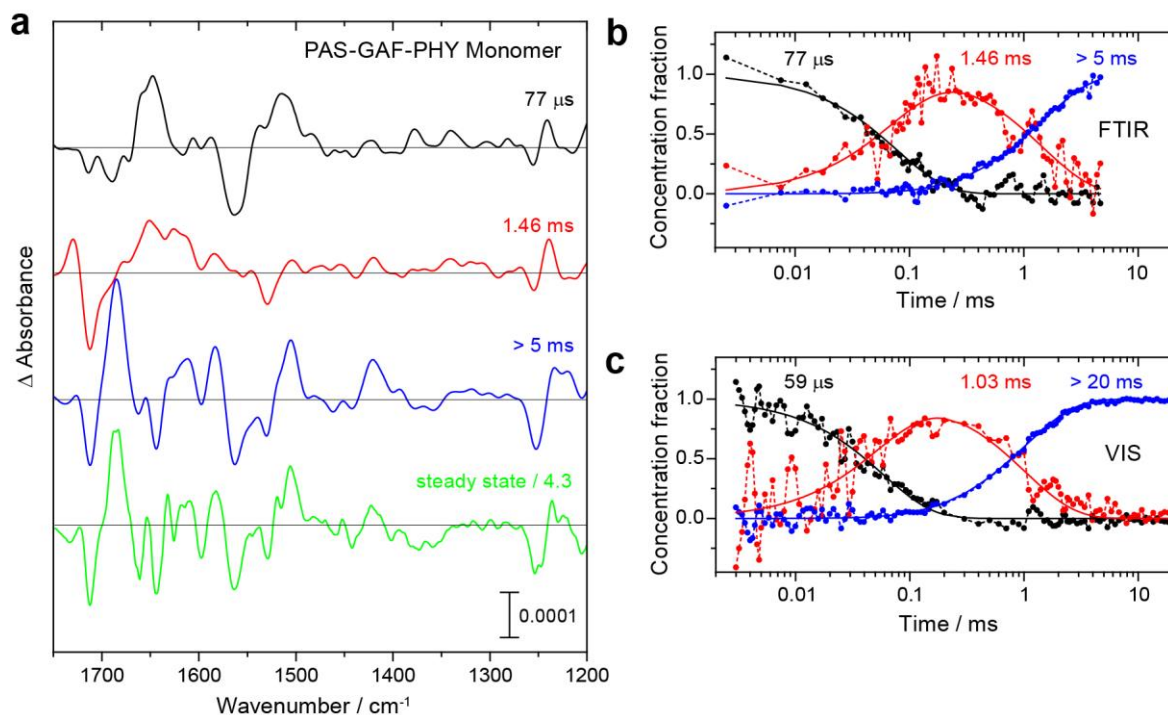 a
PAS-GAF-PHY Monomer
77 μs
1.46 ms
> 5 ms
steady state / 4.3
0.0001
Δ Absorbance
1700 1600 1500 1400 1300 1200
Wavenumber / cm⁻¹
b
77 μs 1.46 ms > 5 ms
FTIR
Concentration fraction
1.0
0.5
0.0
0.01 0.1 1 10
Time / ms
c
59 μs 1.03 ms > 20 ms
VIS
Concentration fraction
1.0
0.5
0.0
0.01 0.1 1 10
Time / ms